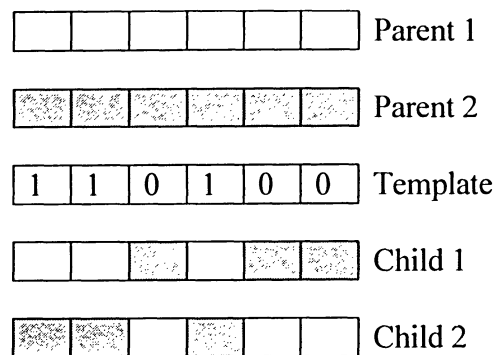 Parent 1
Parent 2
1 1 0 1 0 0 Template
Child 1
Child 2